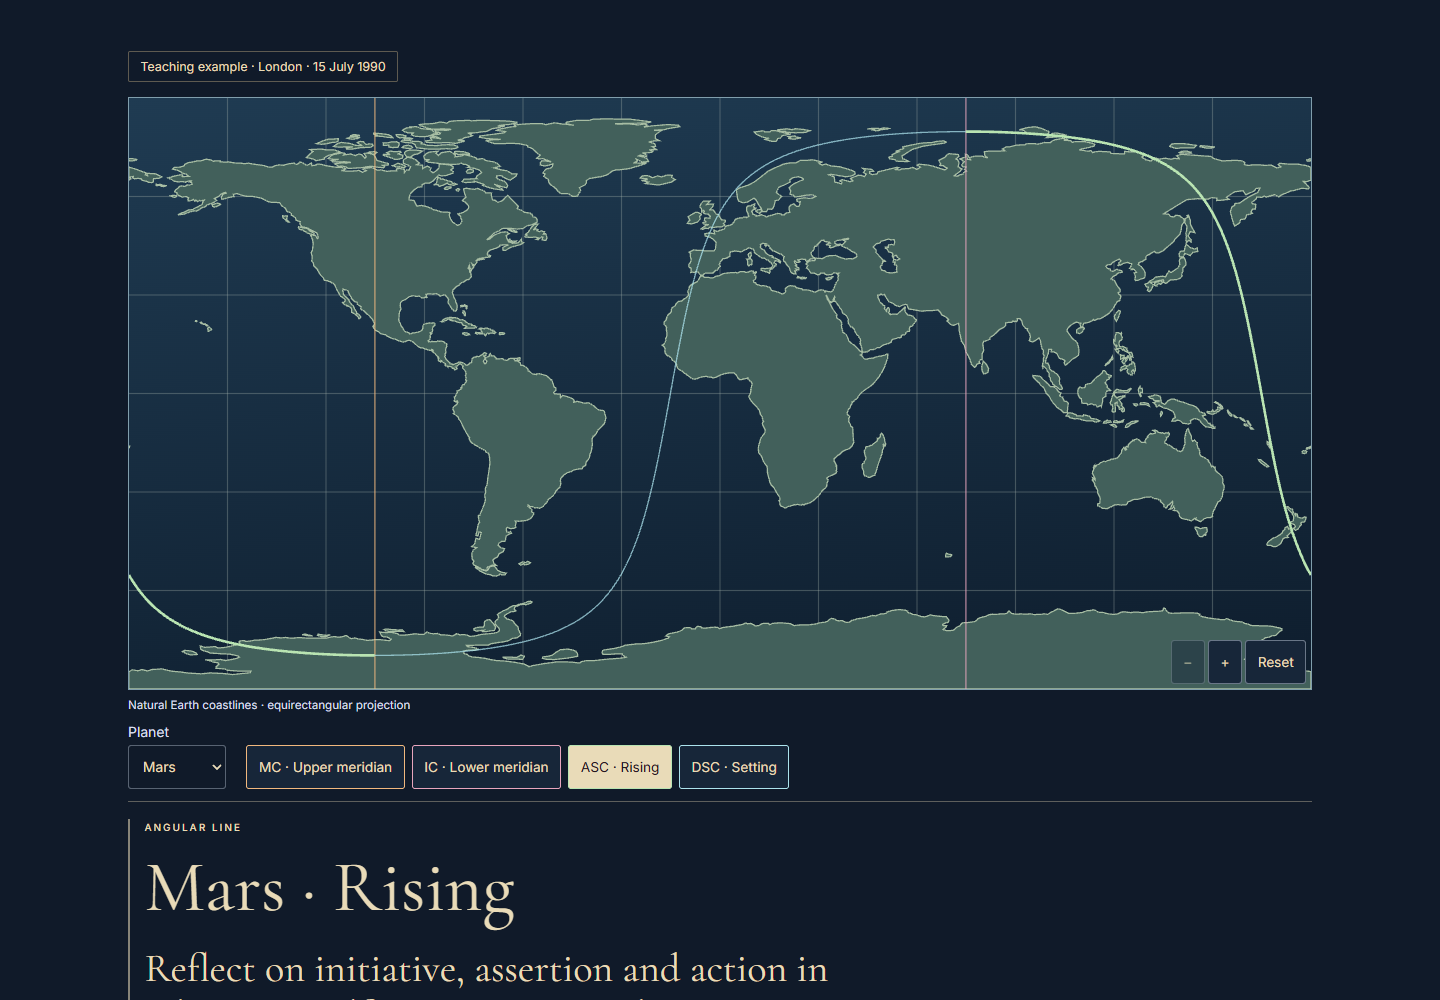 Teaching example · London · 15 July 1990
− + Reset
Natural Earth coastlines · equirectangular projection
Planet
Mars MC · Upper meridian IC · Lower meridian ASC · Rising DSC · Setting
ANGULAR LINE
Mars · Rising
Reflect on initiative, assertion and action in